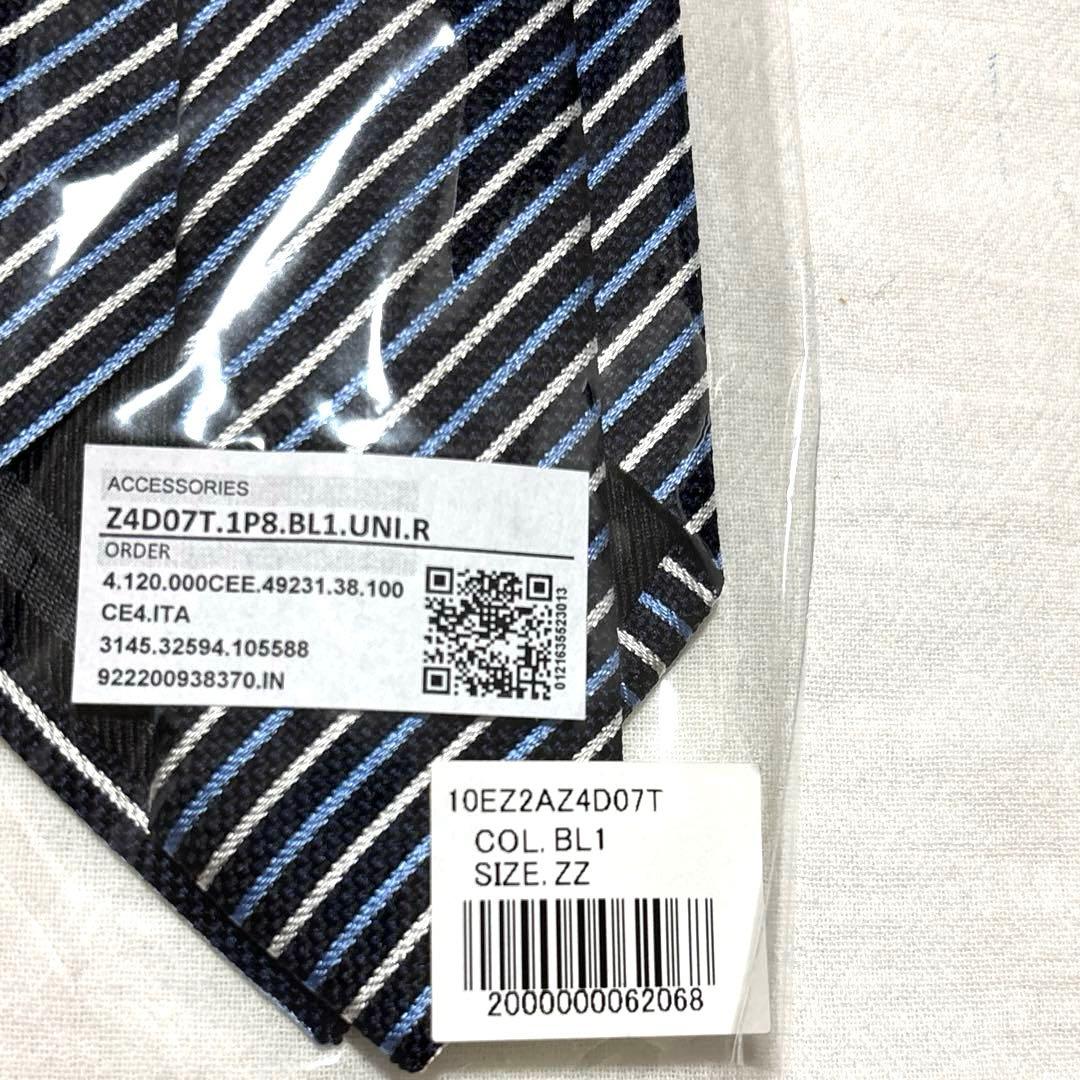 ACCESSORIES
Z4D07T.1P8.BL1.UNI.R
ORDER
4.120.000CEE.49231.38.100
CE4.ITA
3145.32594.105588
922200938370.IN
0121635523013
10EZ2AZ4D07T
COL. BL1
SIZE. ZZ
2000000062068